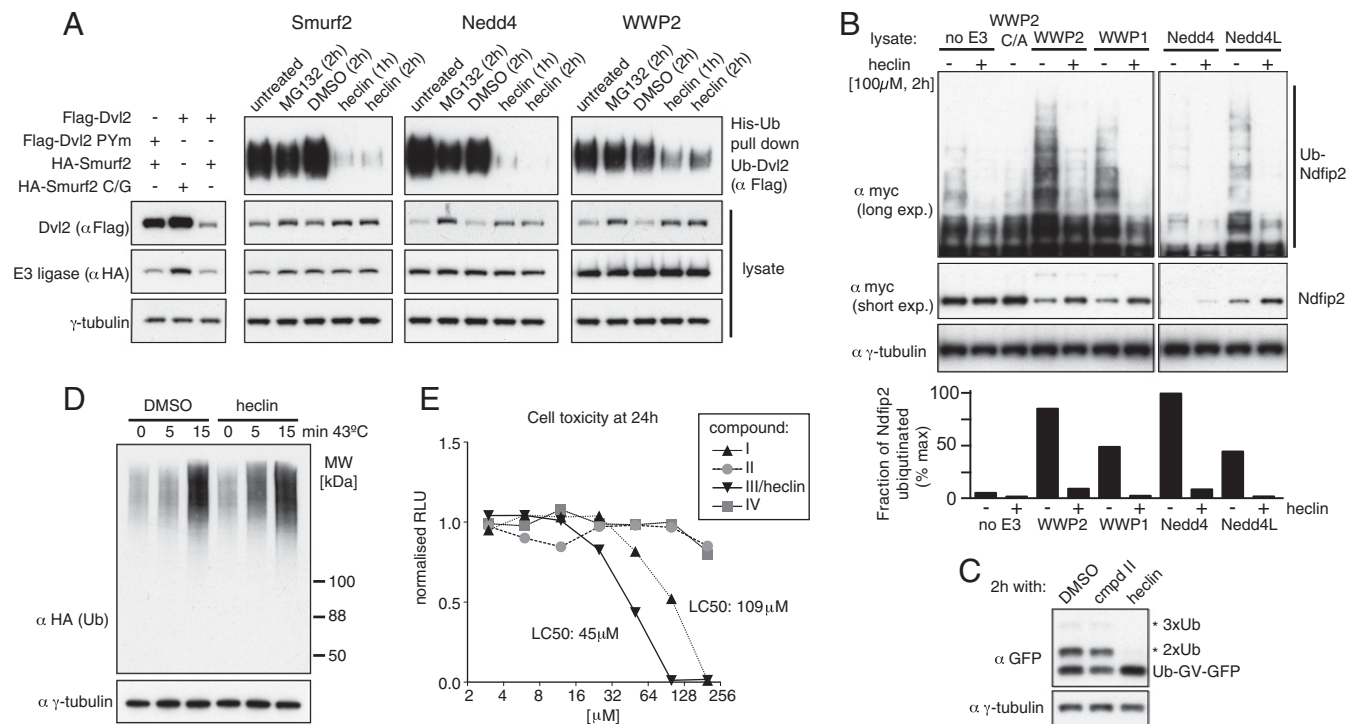 A
Smurf2
Nedd4
WWP2
untreated
MG132 (2h)
DMSO (2h)
heclin (1h)
heclin (2h)
untreated
MG132 (2h)
DMSO (2h)
heclin (1h)
heclin (2h)
untreated
MG132 (2h)
DMSO (2h)
heclin (1h)
heclin (2h)
Flag-Dvl2 - + +
Flag-Dvl2 PYm + - -
HA-Smurf2 + - +
HA-Smurf2 C/G - + -
His-Ub
pull down
Ub-Dvl2
(α Flag)
Dvl2 (αFlag)
E3 ligase (αHA)
γ-tubulin
lysate
B
WWP2
lysate: no E3 C/A WWP2 WWP1 Nedd4 Nedd4L
heclin - + - - + - + - + - +
[100µM, 2h]
α myc
(long exp.)
Ub-
Ndfip2
α myc
(short exp.)
Ndfip2
α γ-tubulin
Fraction of Ndfip2
ubiqutinated
(% max)
100
50
0
- + - + - + - + - + heclin
no E3 WWP2 WWP1 Nedd4 Nedd4L
C
2h with:
DMSO
cmpd II
heclin
α GFP
* 3xUb
* 2xUb
Ub-GV-GFP
α γ-tubulin
D
DMSO heclin
0 5 15 0 5 15 min 43ºC
MW
[kDa]
100
88
50
α HA (Ub)
α γ-tubulin
E
Cell toxicity at 24h
compound:
I
II
III/heclin
IV
normalised RLU
1.5
1.0
0.5
0.0
LC50: 109µM
LC50: 45µM
2 4 8 16 32 64 128 256
[µM]